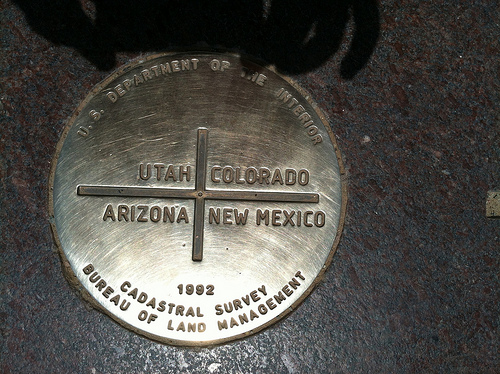 U. S. DEPARTMENT OF THE INTERIOR
UTAH COLORADO
ARIZONA NEW MEXICO
1992
CADASTRAL SURVEY
BUREAU OF LAND MANAGEMENT